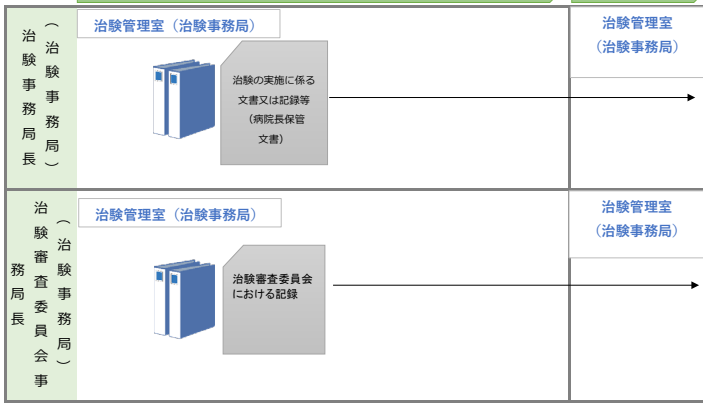 治験事務局長
（治験事務局）
治験管理室（治験事務局）
治験の実施に係る
文書又は記録等
（病院長保管
文書）
治験管理室
（治験事務局）
治験審査委員会事
務局長
（治験事務局）
治験管理室（治験事務局）
治験審査委員会
における記録
治験管理室
（治験事務局）